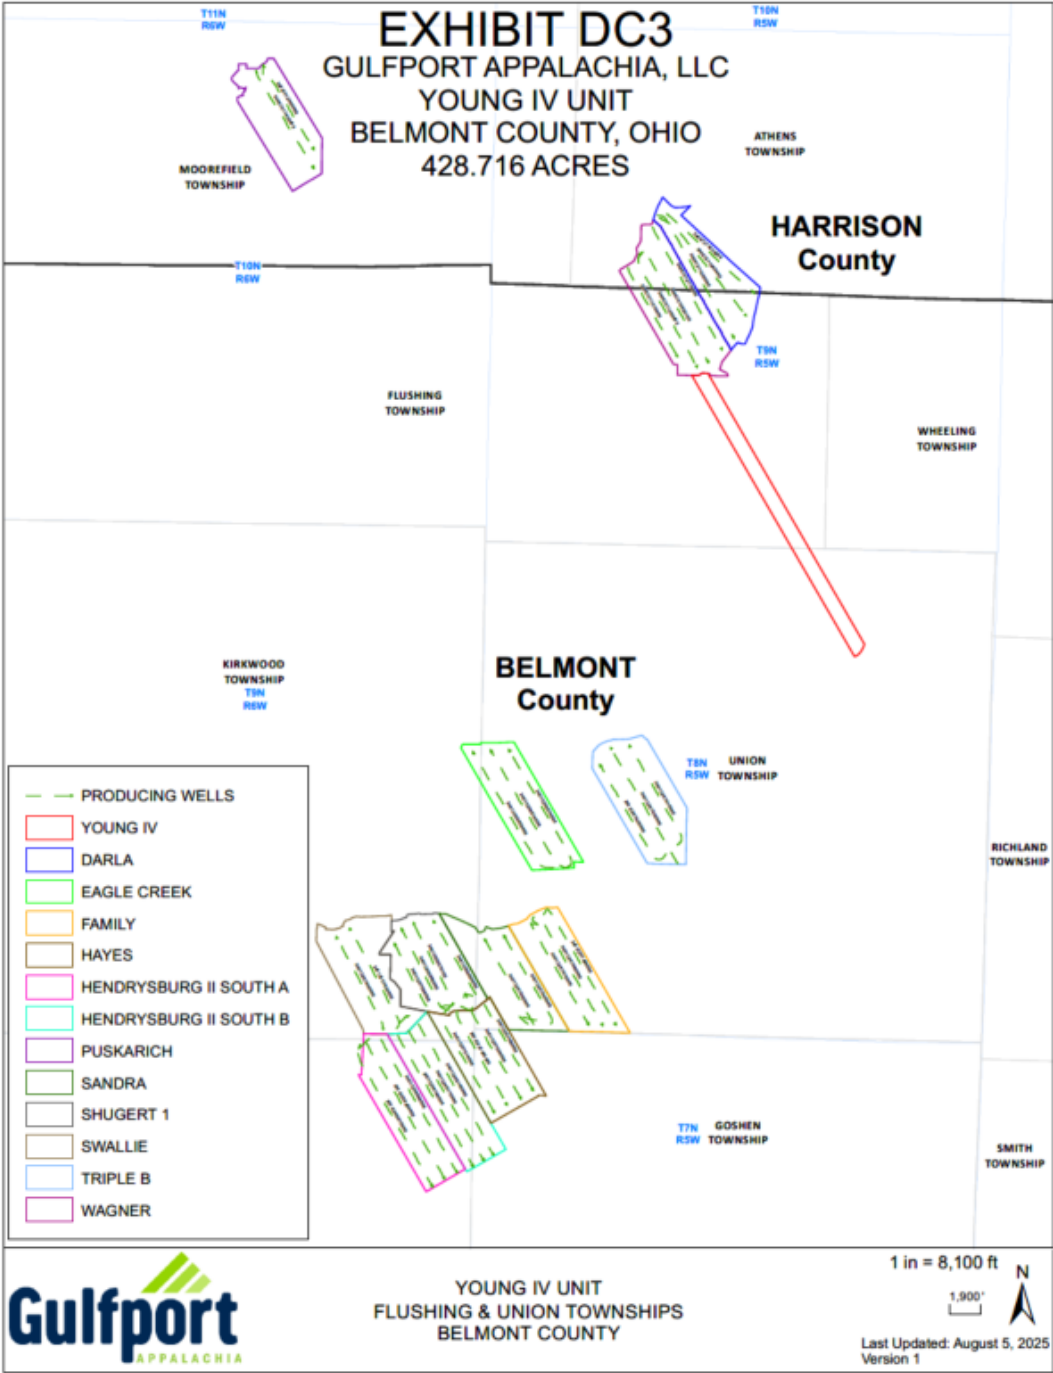 EXHIBIT DC3
GULFPORT APPALACHIA, LLC
YOUNG IV UNIT
BELMONT COUNTY, OHIO
428.716 ACRES
T11N
R6W
T10N
R5W
ATHENS
TOWNSHIP
MOOREFIELD
TOWNSHIP
HARRISON
County
T10N
R6W
T9N
R5W
FLUSHING
TOWNSHIP
WHEELING
TOWNSHIP
KIRKWOOD
TOWNSHIP
T9N
R6W
BELMONT
County
T8N
R5W
UNION
TOWNSHIP
RICHLAND
TOWNSHIP
PRODUCING WELLS
YOUNG IV
DARLA
EAGLE CREEK
FAMILY
HAYES
HENDRYSBURG II SOUTH A
HENDRYSBURG II SOUTH B
PUSKARICH
SANDRA
SHUGERT 1
SWALLIE
TRIPLE B
WAGNER
T7N
R5W
GOSHEN
TOWNSHIP
SMITH
TOWNSHIP
Gulfport
APPALACHIA
YOUNG IV UNIT
FLUSHING & UNION TOWNSHIPS
BELMONT COUNTY
1 in = 8,100 ft
N
1,900'
Last Updated: August 5, 2025
Version 1